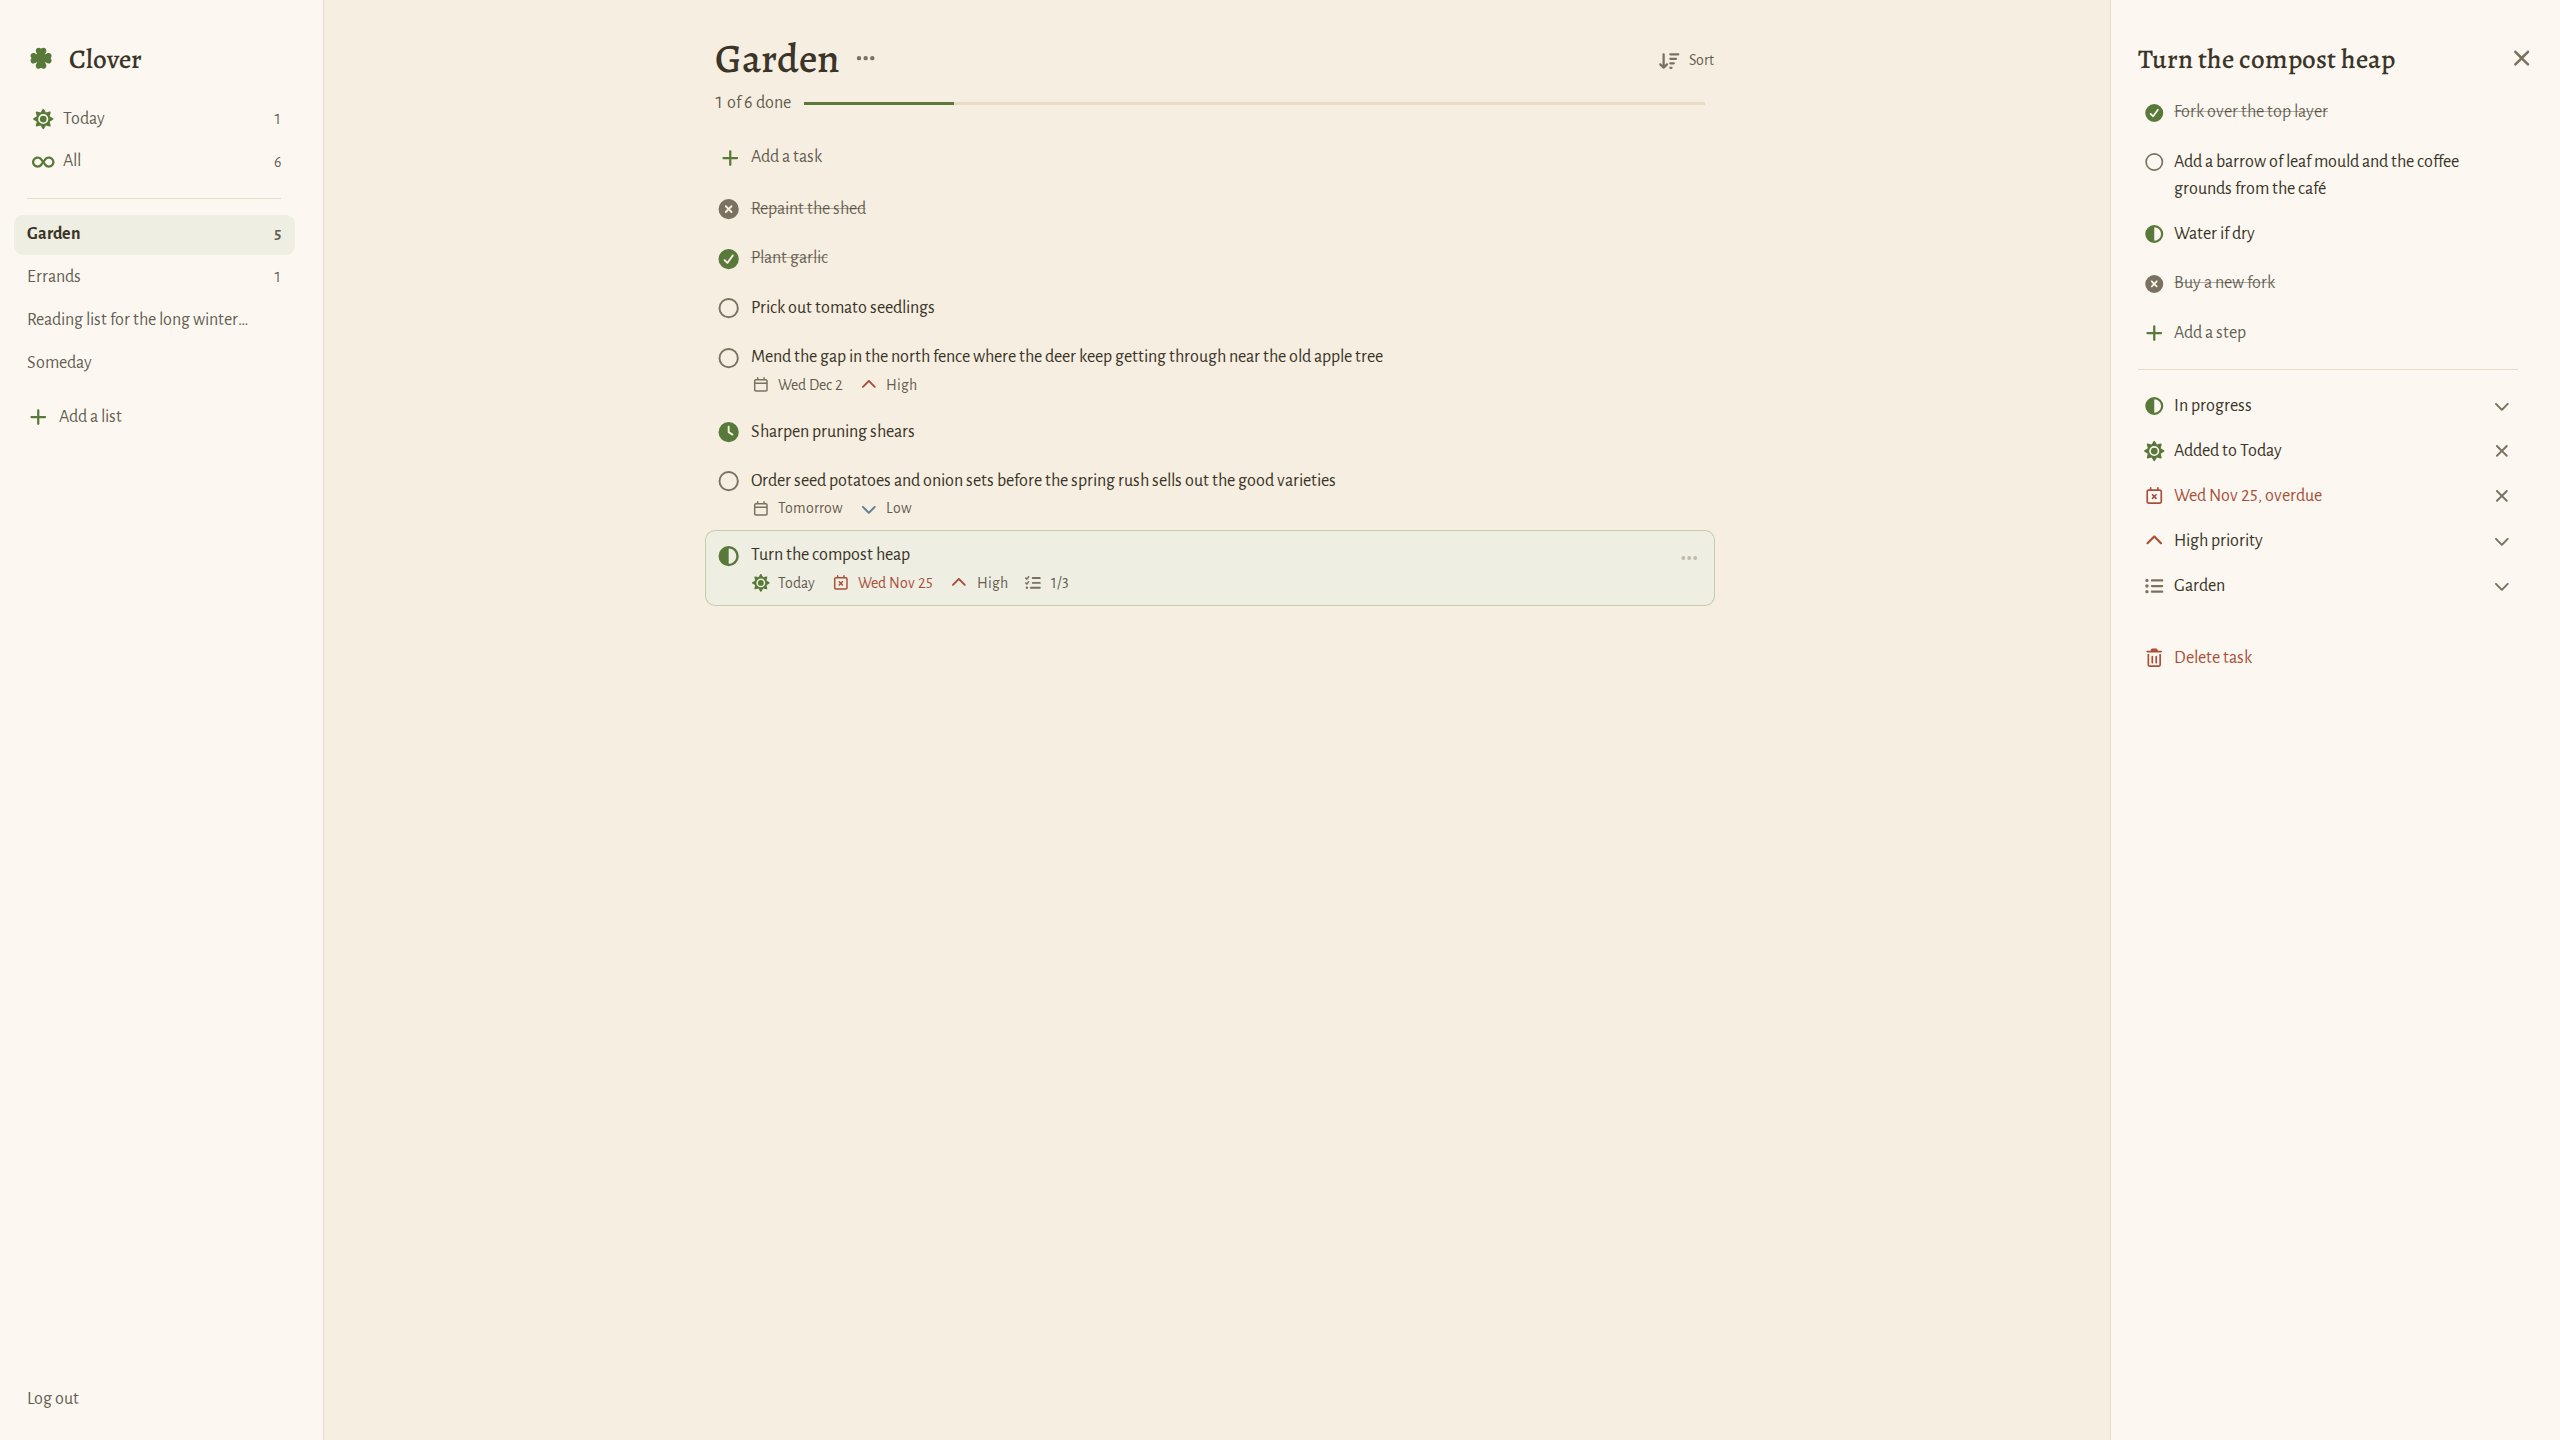 Clover
Today 1
All 6
Garden 5
Errands 1
Reading list for the long winter...
Someday
Add a list
Log out
Garden
Sort
1 of 6 done
Add a task
Repaint the shed
Plant garlic
Prick out tomato seedlings
Mend the gap in the north fence where the deer keep getting through near the old apple tree
Wed Dec 2 High
Sharpen pruning shears
Order seed potatoes and onion sets before the spring rush sells out the good varieties
Tomorrow Low
Turn the compost heap
Today Wed Nov 25 High 1/3
Turn the compost heap
Fork over the top layer
Add a barrow of leaf mould and the coffee
grounds from the café
Water if dry
Buy a new fork
Add a step
In progress
Added to Today
Wed Nov 25, overdue
High priority
Garden
Delete task